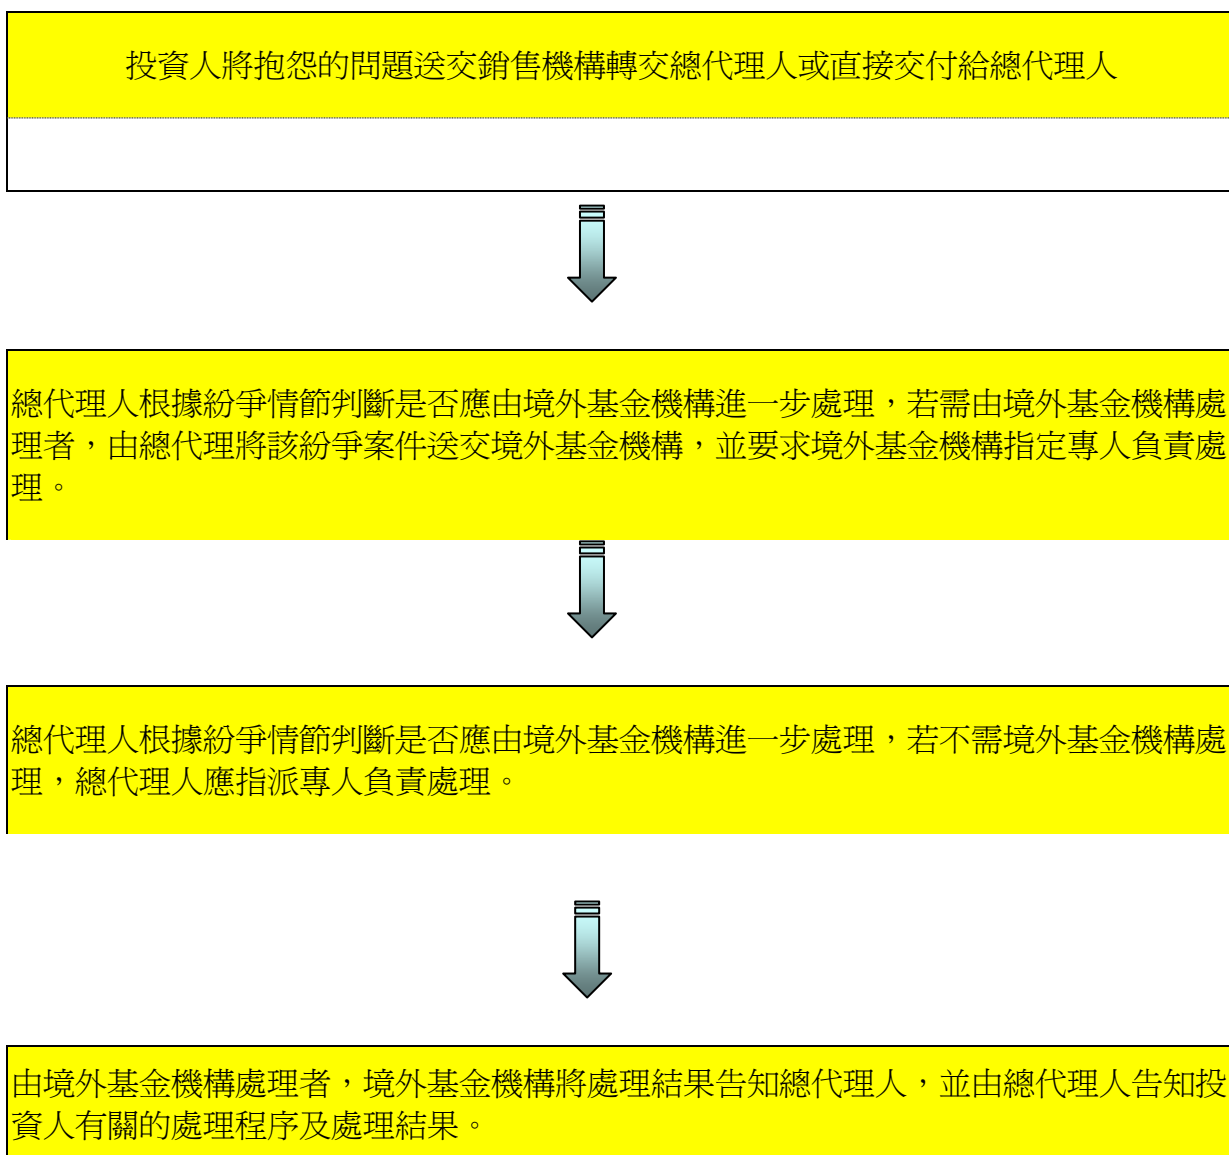 投資人將抱怨的問題送交銷售機構轉交總代理人或直接交付給總代理人
總代理人根據紛爭情節判斷是否應由境外基金機構進一步處理，若需由境外基金機構處
理者，由總代理將該紛爭案件送交境外基金機構，並要求境外基金機構指定專人負責處
理。
總代理人根據紛爭情節判斷是否應由境外基金機構進一步處理，若不需境外基金機構處
理，總代理人應指派專人負責處理。
由境外基金機構處理者，境外基金機構將處理結果告知總代理人，並由總代理人告知投
資人有關的處理程序及處理結果。